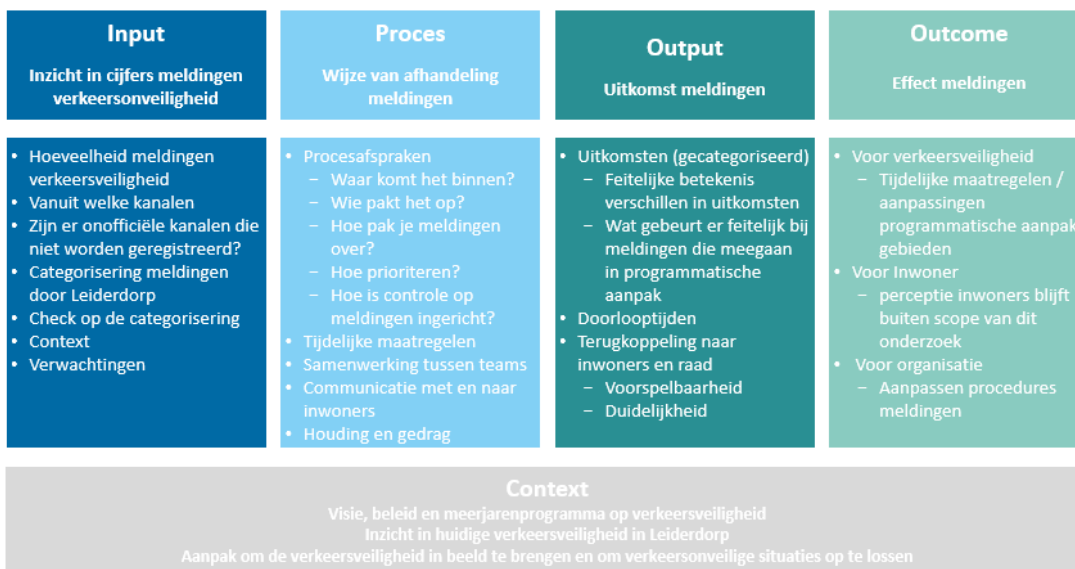 Input
Inzicht in cijfers meldingen
verkeersonveiligheid
• Hoeveelheid meldingen
verkeersveiligheid
• Vanuit welke kanalen
• Zijn er onofficiële kanalen die
niet worden geregistreerd?
• Categorisering meldingen
door Leiderdorp
• Check op de categorisering
• Context
• Verwachtingen
Proces
Wijze van afhandeling
meldingen
• Procesafspraken
– Waar komt het binnen?
– Wie pakt het op?
– Hoe pak je meldingen
over?
– Hoe prioriteren?
– Hoe is controle op
meldingen ingericht?
• Tijdelijke maatregelen
• Samenwerking tussen teams
• Communicatie met en naar
inwoners
• Houding en gedrag
Output
Uitkomst meldingen
• Uitkomsten (gecategoriseerd)
– Feitelijke betekenis
verschillen in uitkomsten
– Wat gebeurt er feitelijk bij
meldingen die meegaan
in programmatische
aanpak
• Doorlooptijden
• Terugkoppeling naar
inwoners en raad
– Voorspelbaarheid
– Duidelijkheid
Outcome
Effect meldingen
• Voor verkeersveiligheid
– Tijdelijke maatregelen /
aanpassingen
programmatische aanpak
gebieden
• Voor Inwoner
– perceptie inwoners blijft
buiten scope van dit
onderzoek
• Voor organisatie
– Aanpassen procedures
meldingen
Context
Visie, beleid en meerjarenprogramma op verkeersveiligheid
Inzicht in huidige verkeersveiligheid in Leiderdorp
Aanpak om de verkeersveiligheid in beeld te brengen en om verkeersonveilige situaties op te lossen